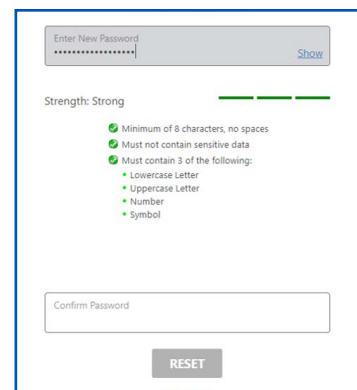 Enter New Password
••••••••••••••••• Show
Strength: Strong
Minimum of 8 characters, no spaces
Must not contain sensitive data
Must contain 3 of the following:
• Lowercase Letter
• Uppercase Letter
• Number
• Symbol
Confirm Password
RESET